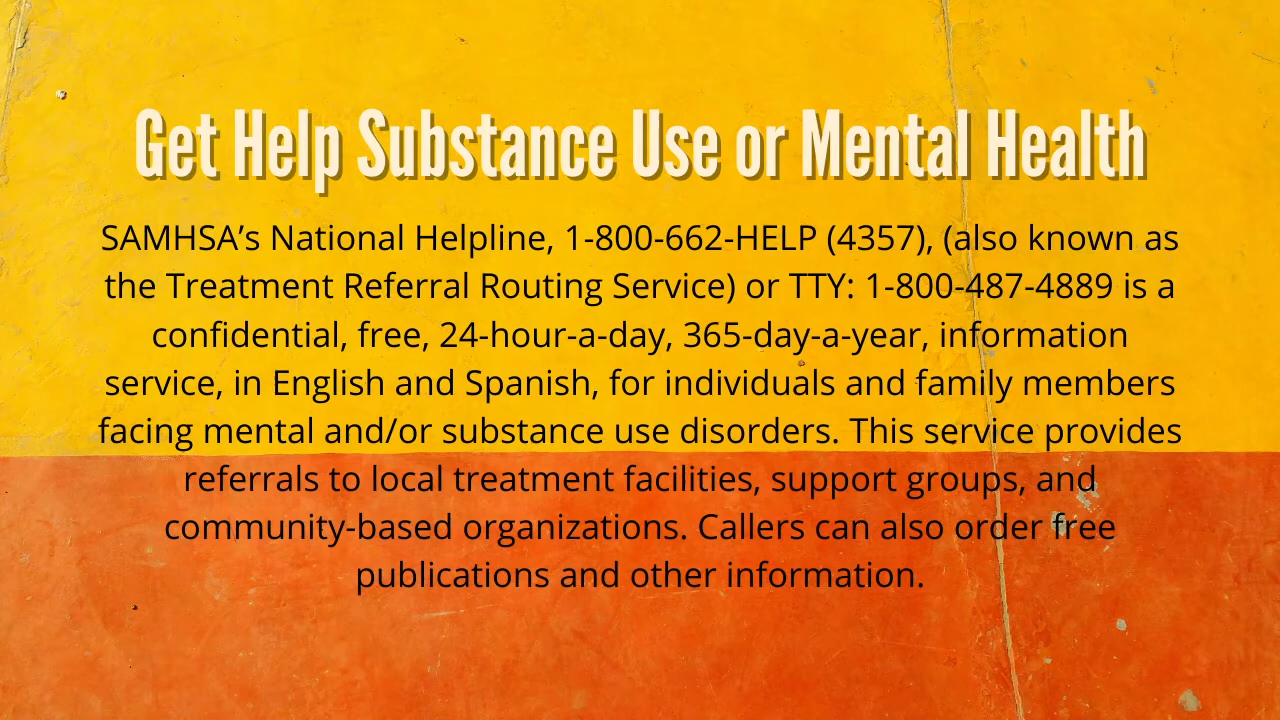 Get Help Substance Use or Mental Health
SAMHSA’s National Helpline, 1-800-662-HELP (4357), (also known as
the Treatment Referral Routing Service) or TTY: 1-800-487-4889 is a
confidential, free, 24-hour-a-day, 365-day-a-year, information
service, in English and Spanish, for individuals and family members
facing mental and/or substance use disorders. This service provides
referrals to local treatment facilities, support groups, and
community-based organizations. Callers can also order free
publications and other information.